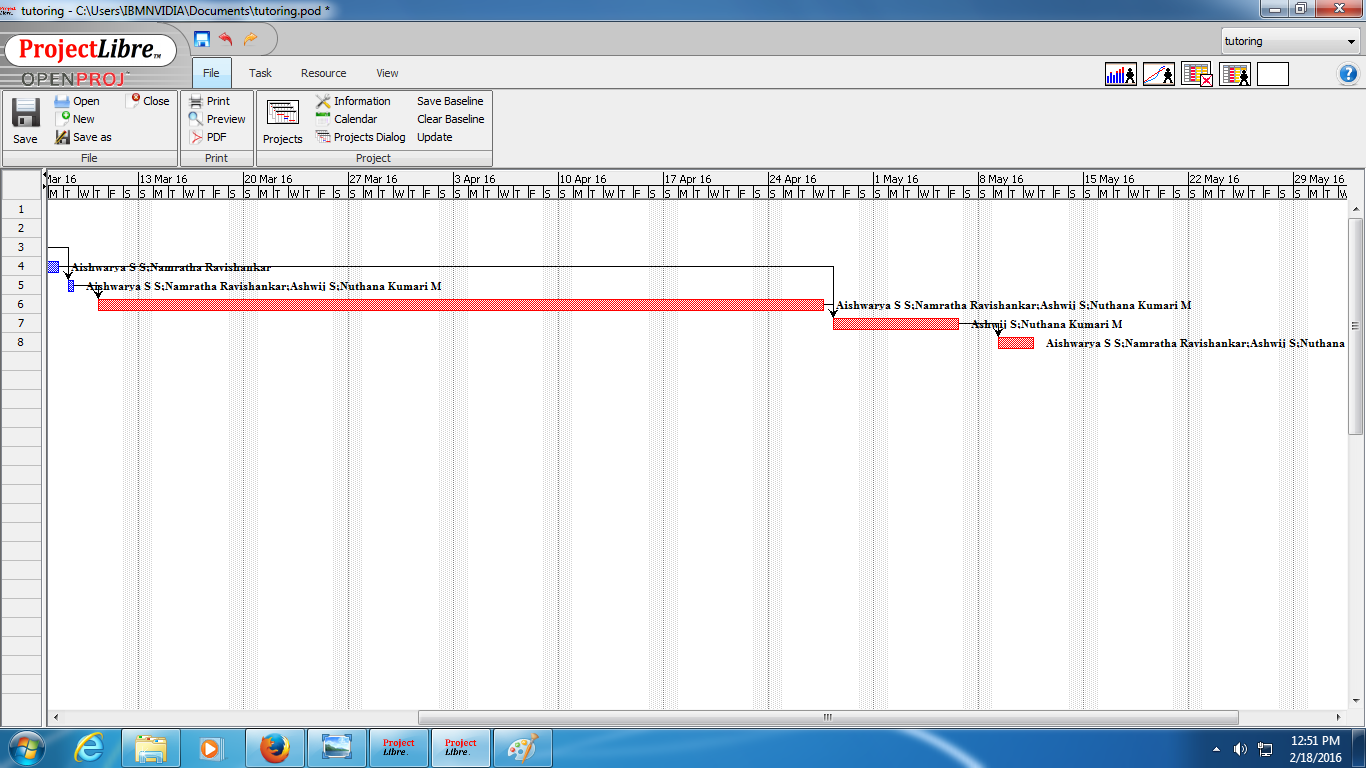 tutoring - C:\Users\IBMNVIDIA\Documents\tutoring.pod *
ProjectLibre™
OPENPROJ
tutoring
File Task Resource View
Save
Open
New
Save as
Close
File
Print
Preview
PDF
Print
Projects
Information
Calendar
Projects Dialog
Save Baseline
Clear Baseline
Update
Project
Mar 16 13 Mar 16 20 Mar 16 27 Mar 16 3 Apr 16 10 Apr 16 17 Apr 16 24 Apr 16 1 May 16 8 May 16 15 May 16 22 May 16 29 May 16
M T W T F S S M T W T F S S M T W T F S S M T W T F S S M T W T F S S M T W T F S S M T W T F S S M T W T F S S M T W T F S S M T W T F S S M T W T F S S M T W T F S S M T W
1
2
3
4 Aishwarya S S;Namratha Ravishankar
5 Aishwarya S S;Namratha Ravishankar;Ashwij S;Nuthana Kumari M
6 Aishwarya S S;Namratha Ravishankar;Ashwij S;Nuthana Kumari M
7 Ashwij S;Nuthana Kumari M
8 Aishwarya S S;Namratha Ravishankar;Ashwij S;Nuthana
Project Libre.
Project Libre.
12:51 PM
2/18/2016